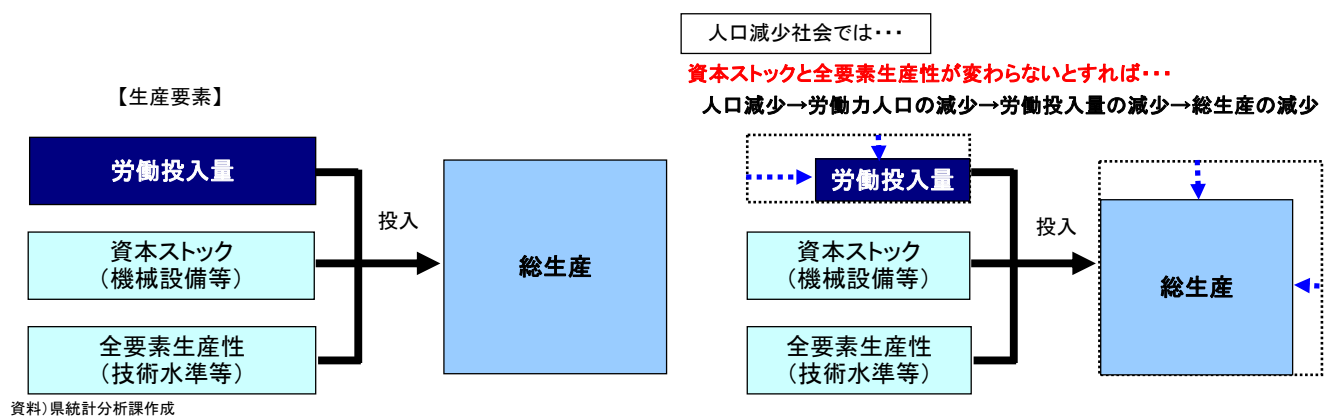 【生産要素】
労働投入量
資本ストック
（機械設備等）
全要素生産性
（技術水準等）
投入
総生産
資料）県統計分析課作成
人口減少社会では･･･
資本ストックと全要素生産性が変わらないとすれば･･･
人口減少→労働力人口の減少→労働投入量の減少→総生産の減少
労働投入量
資本ストック
（機械設備等）
全要素生産性
（技術水準等）
投入
総生産